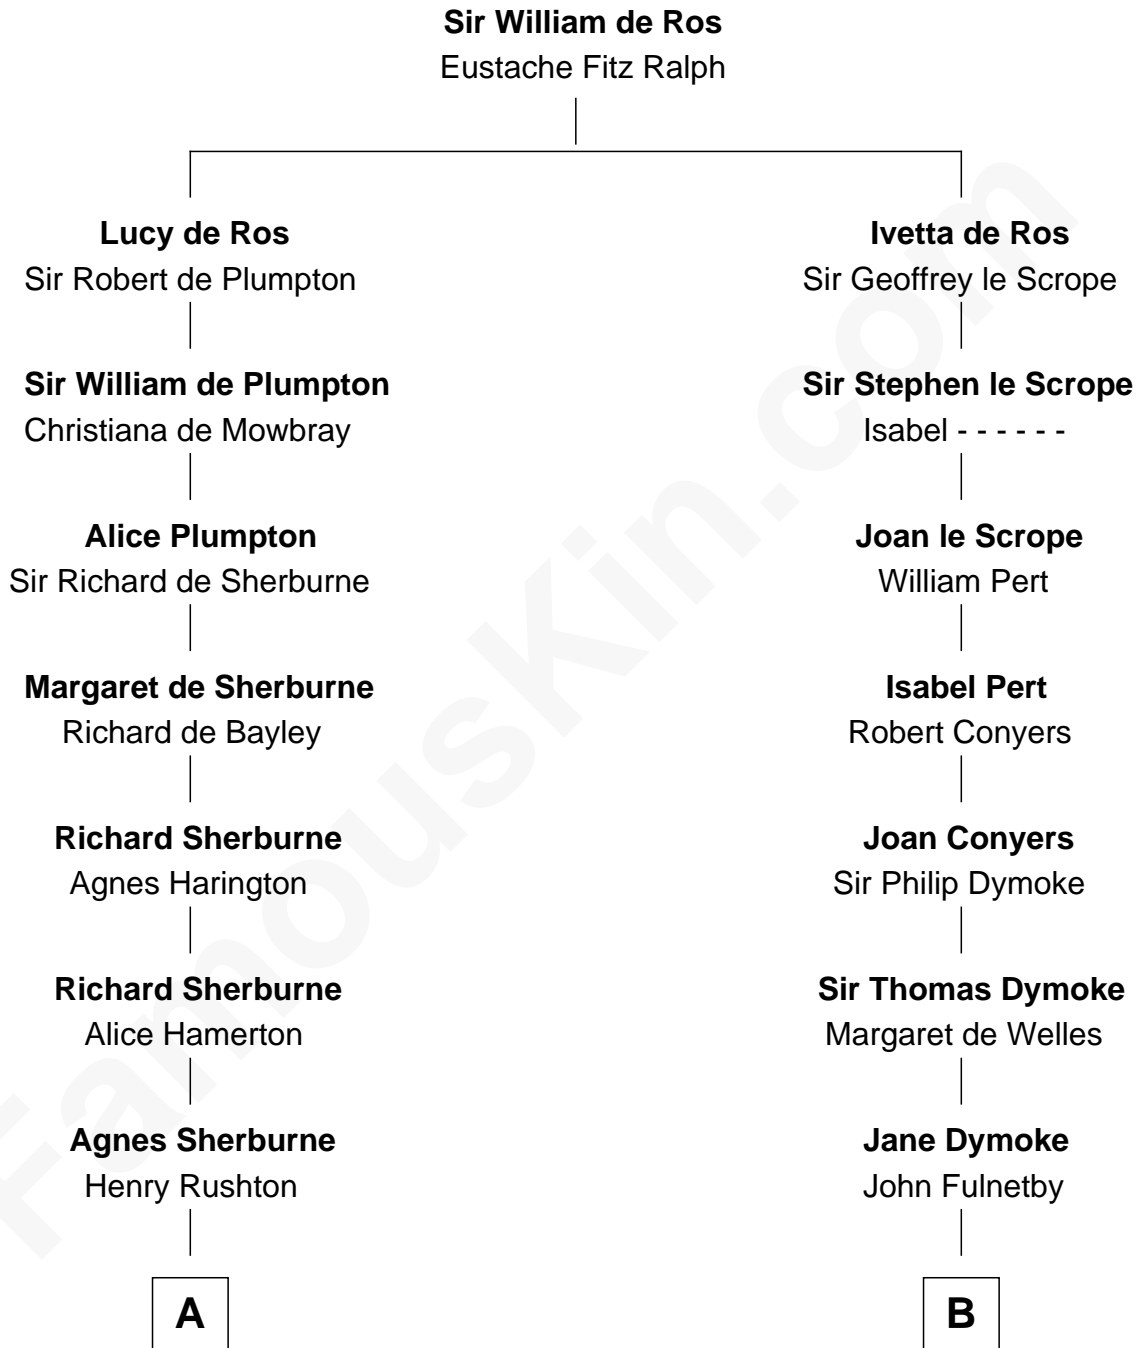 Sir William de Ros
Eustache Fitz Ralph
Lucy de Ros
Sir Robert de Plumpton
Ivetta de Ros
Sir Geoffrey le Scrope
Sir William de Plumpton
Christiana de Mowbray
Sir Stephen le Scrope
Isabel - - - - - -
Alice Plumpton
Sir Richard de Sherburne
Joan le Scrope
William Pert
Margaret de Sherburne
Richard de Bayley
Isabel Pert
Robert Conyers
Richard Sherburne
Agnes Harington
Joan Conyers
Sir Philip Dymoke
Richard Sherburne
Alice Hamerton
Sir Thomas Dymoke
Margaret de Welles
Agnes Sherburne
Henry Rushton
Jane Dymoke
John Fulnetby
A
B
FamousKin.com